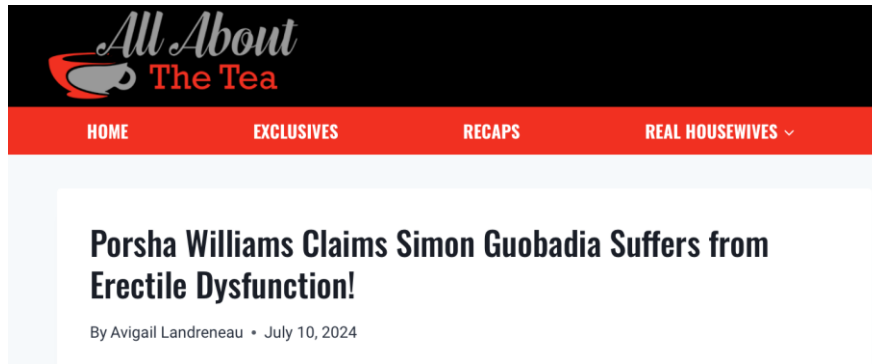 All About
The Tea
HOME EXCLUSIVES RECAPS REAL HOUSEWIVES
Porsha Williams Claims Simon Guobadia Suffers from
Erectile Dysfunction!
By Avigail Landreneau • July 10, 2024